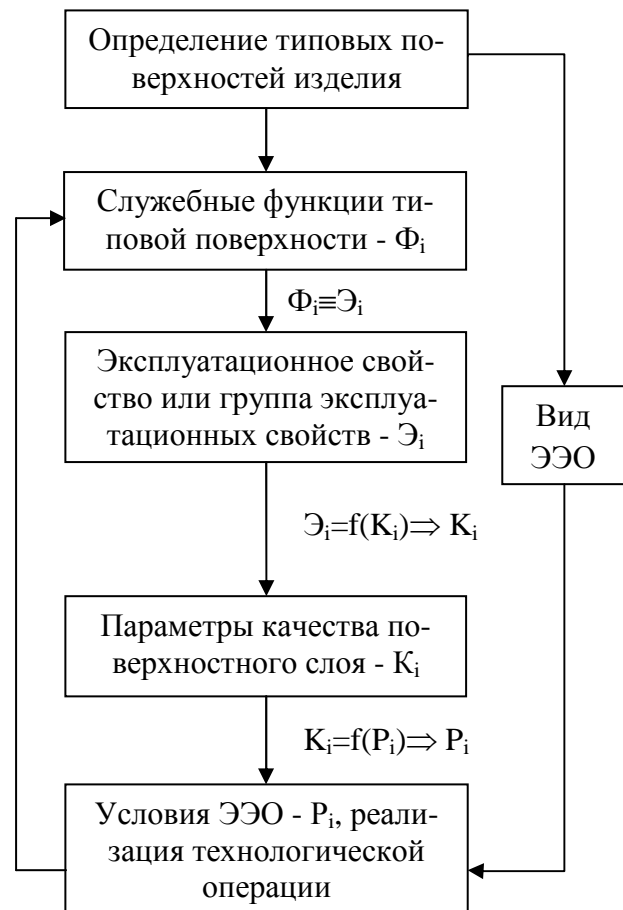 Определение типовых по-
верхностей изделия
Служебные функции ти-
повой поверхности - Фi
Фi≡Эi
Эксплуатационное свой-
ство или группа эксплуа-
тационных свойств - Эi
Вид
ЭЭО
Эi=f(Ki)⇒ Ki
Параметры качества по-
верхностного слоя - Кi
Ki=f(Pi)⇒ Pi
Условия ЭЭО - Pi, реали-
зация технологической
операции